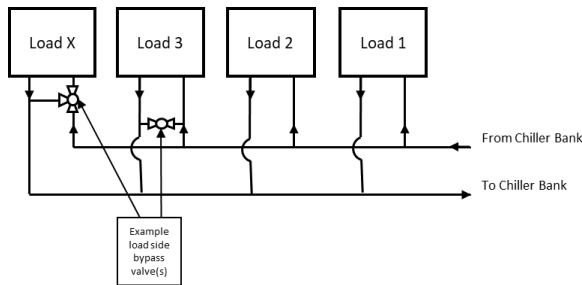 Load X
Load 3
Load 2
Load 1
From Chiller Bank
To Chiller Bank
Example
load side
bypass
valve(s)